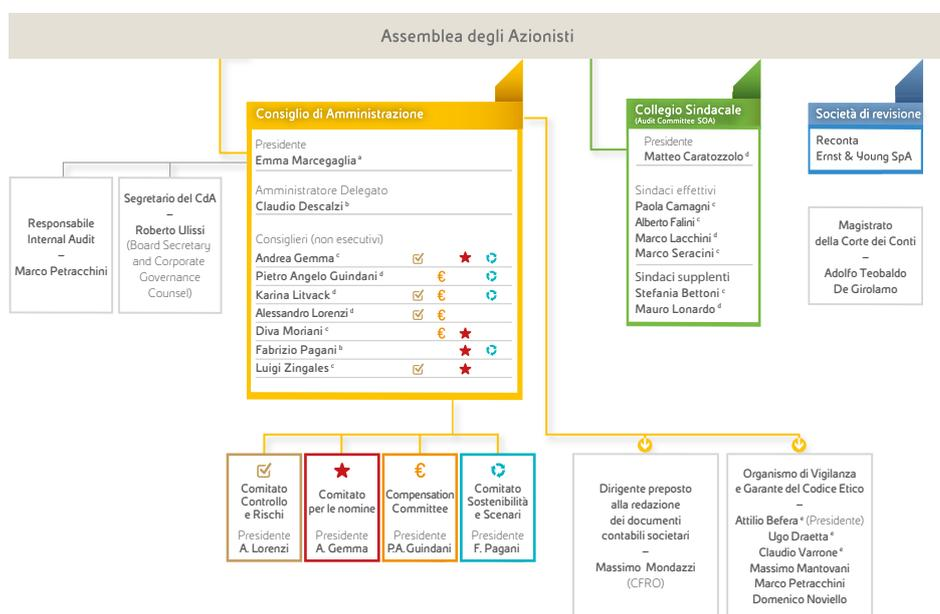 Assemblea degli Azionisti
Consiglio di Amministrazione
Presidente
Emma Marcegaglia ᵃ
Amministratore Delegato
Claudio Descalzi ᵇ
Consiglieri (non esecutivi)
Andrea Gemma ᶜ
Pietro Angelo Guindani ᵈ €
Karina Litvack ᵈ €
Alessandro Lorenzi ᵈ €
Diva Moriani ᶜ €
Fabrizio Pagani ᵇ
Luigi Zingales ᶜ
Collegio Sindacale
(Audit Committee SOA)
Presidente
Matteo Caratozzolo ᵈ
Sindaci effettivi
Paola Camagni ᶜ
Alberto Falini ᶜ
Marco Lacchini ᵈ
Marco Seracini ᶜ
Sindaci supplenti
Stefania Bettoni ᶜ
Mauro Lonardo ᵈ
Società di revisione
Reconta
Ernst & Young SpA
Magistrato
della Corte dei Conti
–
Adolfo Teobaldo
De Girolamo
Responsabile
Internal Audit
–
Marco Petracchini
Segretario del CdA
–
Roberto Ulissi
(Board Secretary
and Corporate
Governance
Counsel)
Comitato
Controllo
e Rischi
Presidente
A. Lorenzi
Comitato
per le nomine
Presidente
A. Gemma
€
Compensation
Committee
Presidente
P.A. Guindani
Comitato
Sostenibilità
e Scenari
Presidente
F. Pagani
Dirigente preposto
alla redazione
dei documenti
contabili societari
–
Massimo Mondazzi
(CFRO)
Organismo di Vigilanza
e Garante del Codice Etico
–
Attilio Befera ᵉ (Presidente)
Ugo Draetta ᵉ
Claudio Varrone ᵉ
Massimo Mantovani
Marco Petracchini
Domenico Noviello